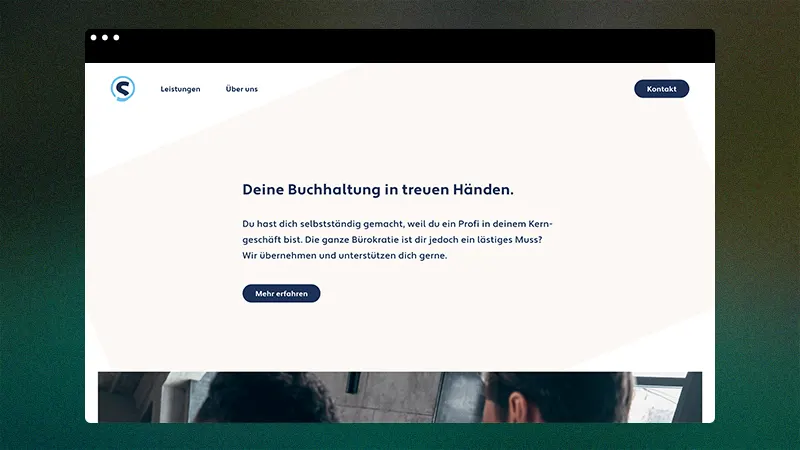 Leistungen
Über uns
Kontakt
Deine Buchhaltung in treuen Händen.
Du hast dich selbstständig gemacht, weil du ein Profi in deinem Kern-
geschäft bist. Die ganze Bürokratie ist dir jedoch ein lästiges Muss?
Wir übernehmen und unterstützen dich gerne.
Mehr erfahren